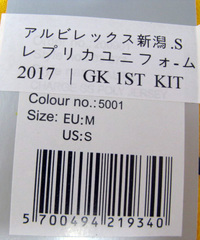 アルビレックス新潟.S
レプリカユニフォ-ム
2017 | GK 1ST KIT
Colour no.: 5001
Size: EU:M
US:S
5 700494 219340